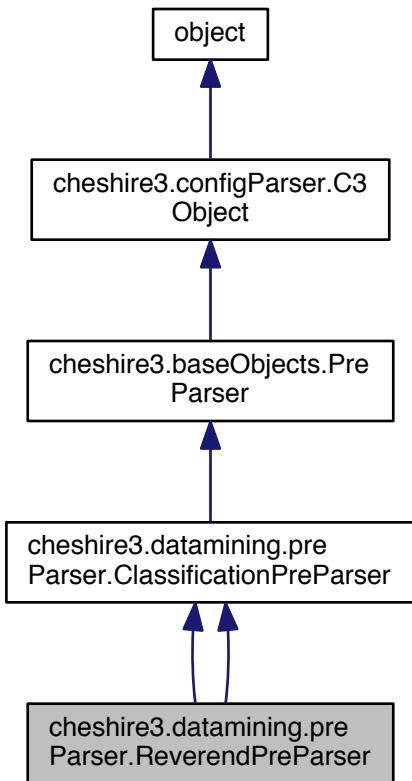 object
cheshire3.configParser.C3
Object
cheshire3.baseObjects.Pre
Parser
cheshire3.datamining.pre
Parser.ClassificationPreParser
cheshire3.datamining.pre
Parser.ReverendPreParser